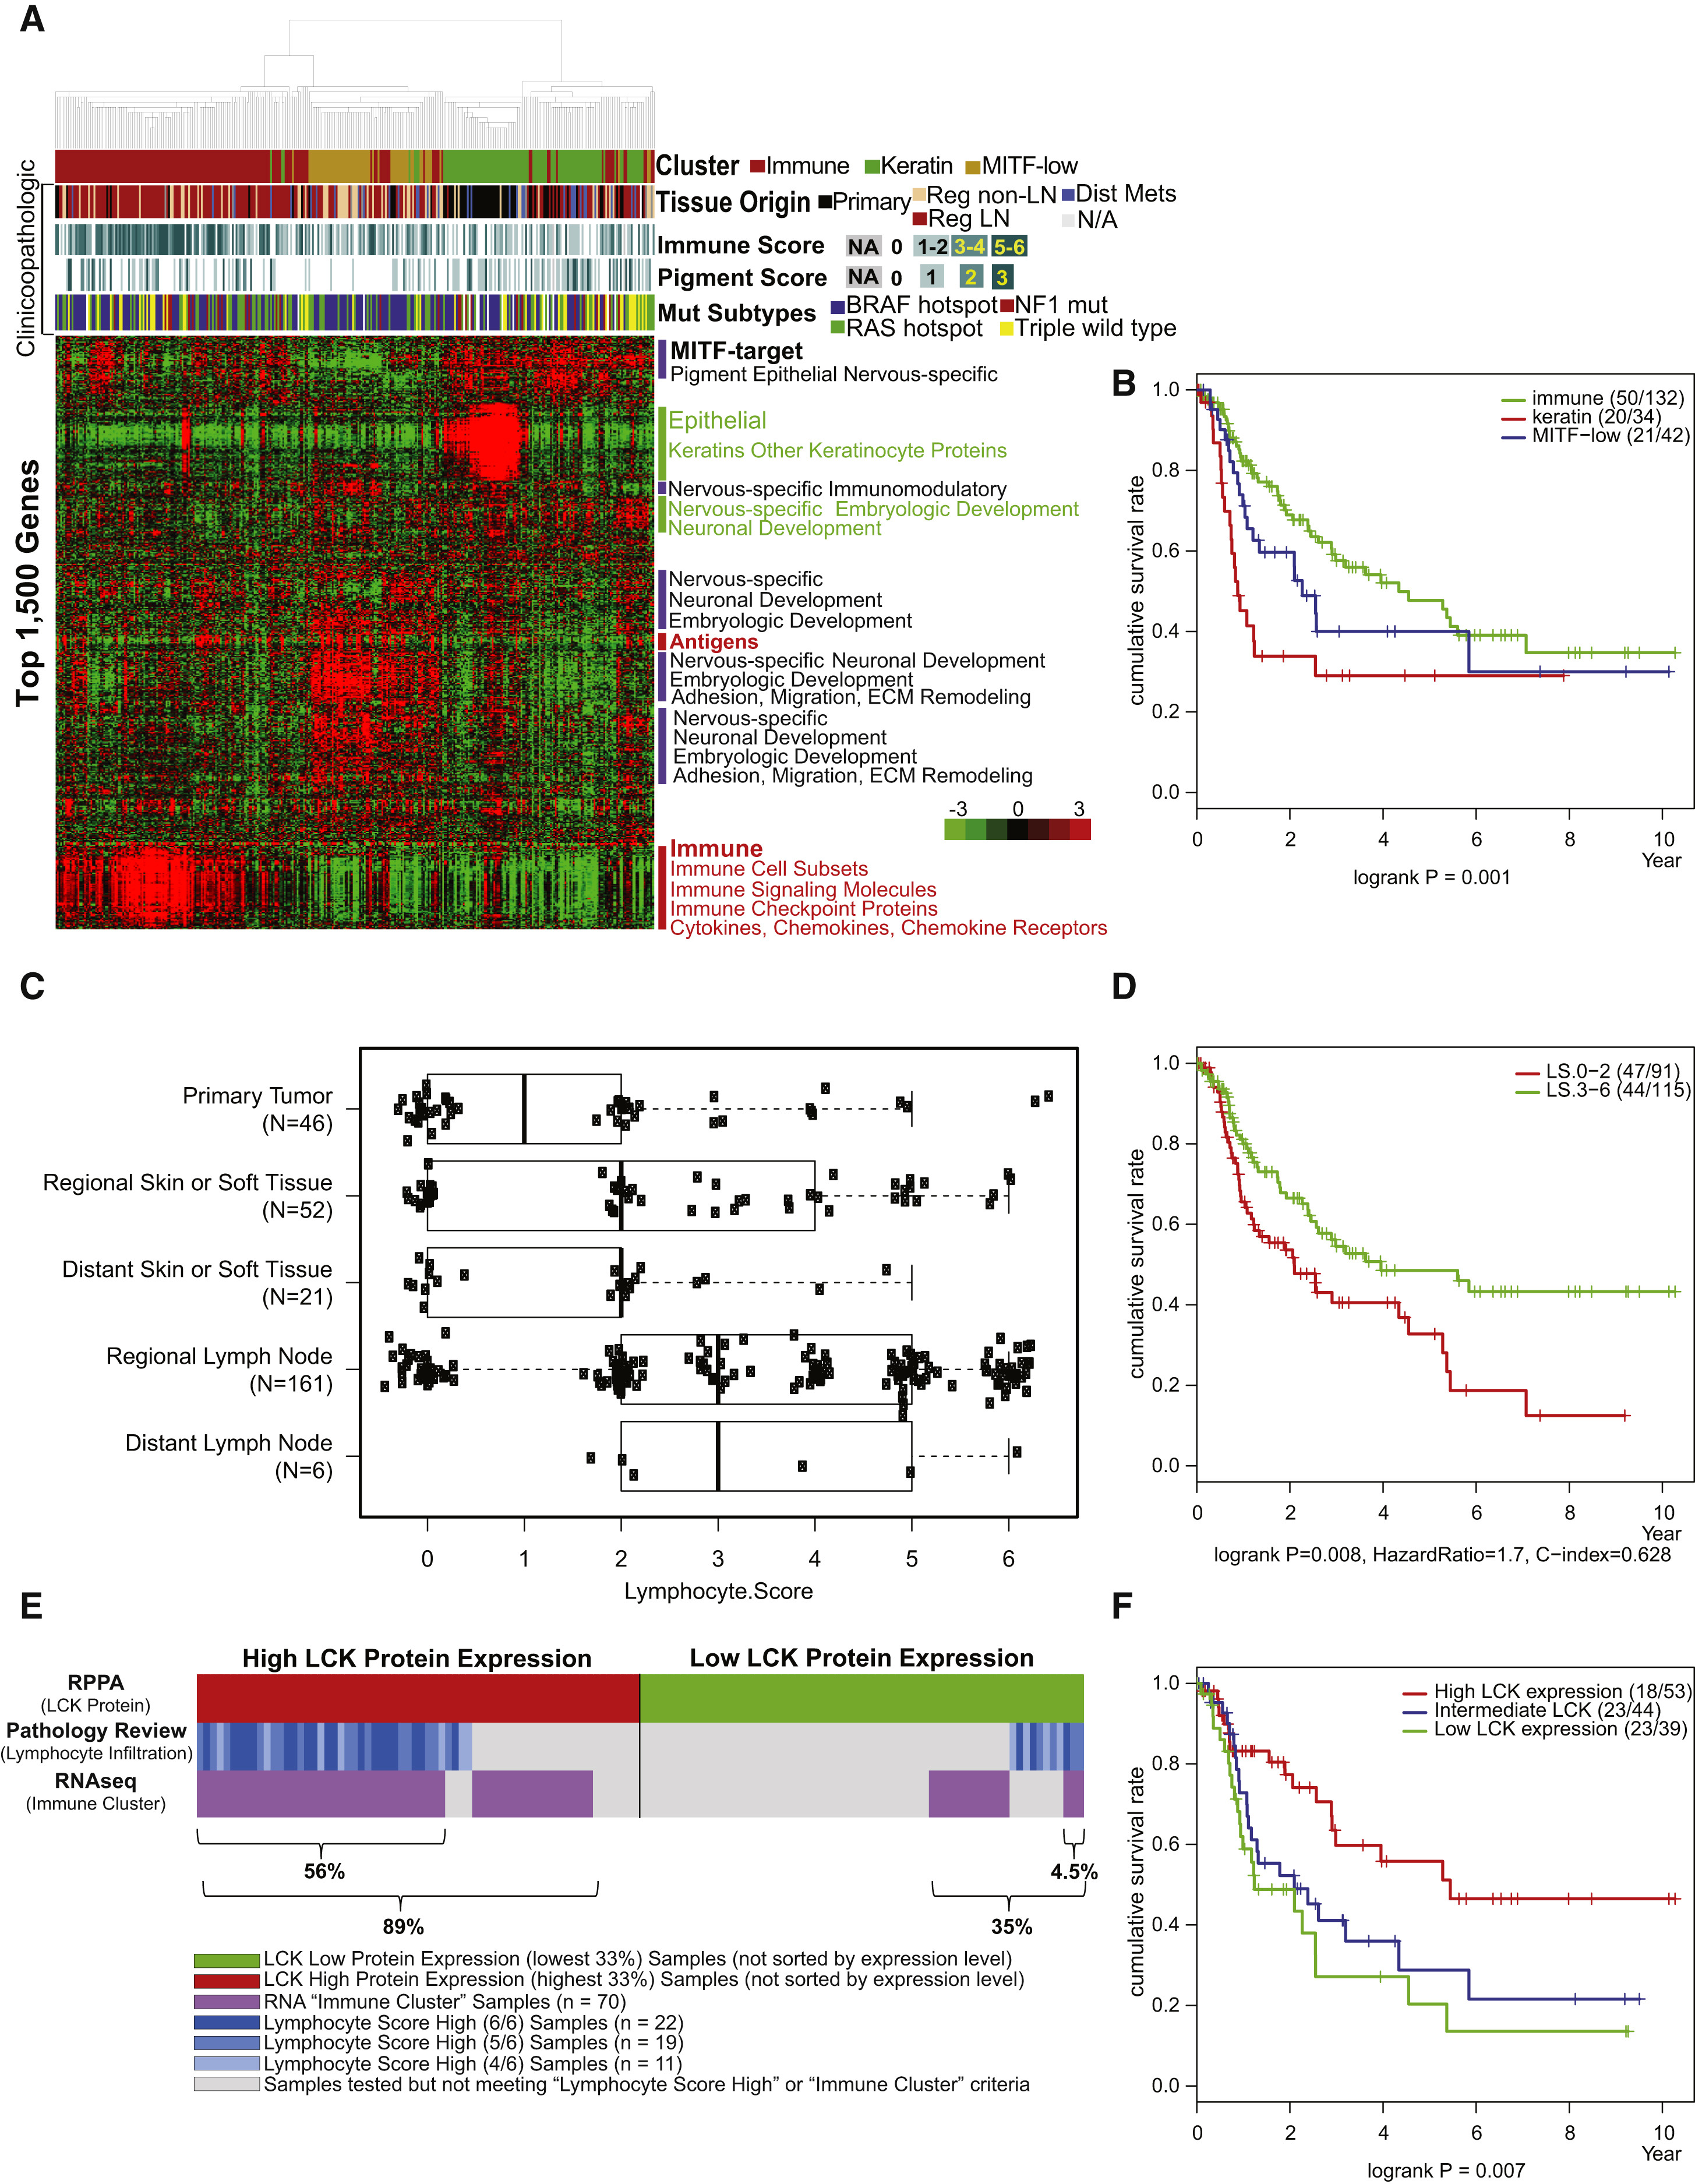 A
Clinicopathologic
Cluster Immune Keratin MITF-low
Tissue Origin Primary Reg non-LN Dist Mets
Reg LN N/A
Immune Score NA 0 1-2 3-4 5-6
Pigment Score NA 0 1 2 3
Mut Subtypes BRAF hotspot NF1 mut
RAS hotspot Triple wild type
Top 1,500 Genes
MITF-target
Pigment Epithelial Nervous-specific
Epithelial
Keratins Other Keratinocyte Proteins
Nervous-specific Immunomodulatory
Nervous-specific Embryologic Development
Neuronal Development
Nervous-specific
Neuronal Development
Embryologic Development
Antigens
Nervous-specific Neuronal Development
Embryologic Development
Adhesion, Migration, ECM Remodeling
Nervous-specific
Neuronal Development
Embryologic Development
Adhesion, Migration, ECM Remodeling
-3 0 3
Immune
Immune Cell Subsets
Immune Signaling Molecules
Immune Checkpoint Proteins
Cytokines, Chemokines, Chemokine Receptors
B
cumulative survival rate
1.0
0.8
0.6
0.4
0.2
0.0
immune (50/132)
keratin (20/34)
MITF−low (21/42)
0 2 4 6 8 10
Year
logrank P = 0.001
C
Primary Tumor
(N=46)
Regional Skin or Soft Tissue
(N=52)
Distant Skin or Soft Tissue
(N=21)
Regional Lymph Node
(N=161)
Distant Lymph Node
(N=6)
0 1 2 3 4 5 6
Lymphocyte.Score
D
cumulative survival rate
1.0
0.8
0.6
0.4
0.2
0.0
LS.0−2 (47/91)
LS.3−6 (44/115)
0 2 4 6 8 10
Year
logrank P=0.008, HazardRatio=1.7, C−index=0.628
E
High LCK Protein Expression Low LCK Protein Expression
RPPA
(LCK Protein)
Pathology Review
(Lymphocyte Infiltration)
RNAseq
(Immune Cluster)
56% 4.5%
89% 35%
LCK Low Protein Expression (lowest 33%) Samples (not sorted by expression level)
LCK High Protein Expression (highest 33%) Samples (not sorted by expression level)
RNA “Immune Cluster” Samples (n = 70)
Lymphocyte Score High (6/6) Samples (n = 22)
Lymphocyte Score High (5/6) Samples (n = 19)
Lymphocyte Score High (4/6) Samples (n = 11)
Samples tested but not meeting “Lymphocyte Score High” or “Immune Cluster” criteria
F
cumulative survival rate
1.0
0.8
0.6
0.4
0.2
0.0
High LCK expression (18/53)
Intermediate LCK (23/44)
Low LCK expression (23/39)
0 2 4 6 8 10
Year
logrank P = 0.007